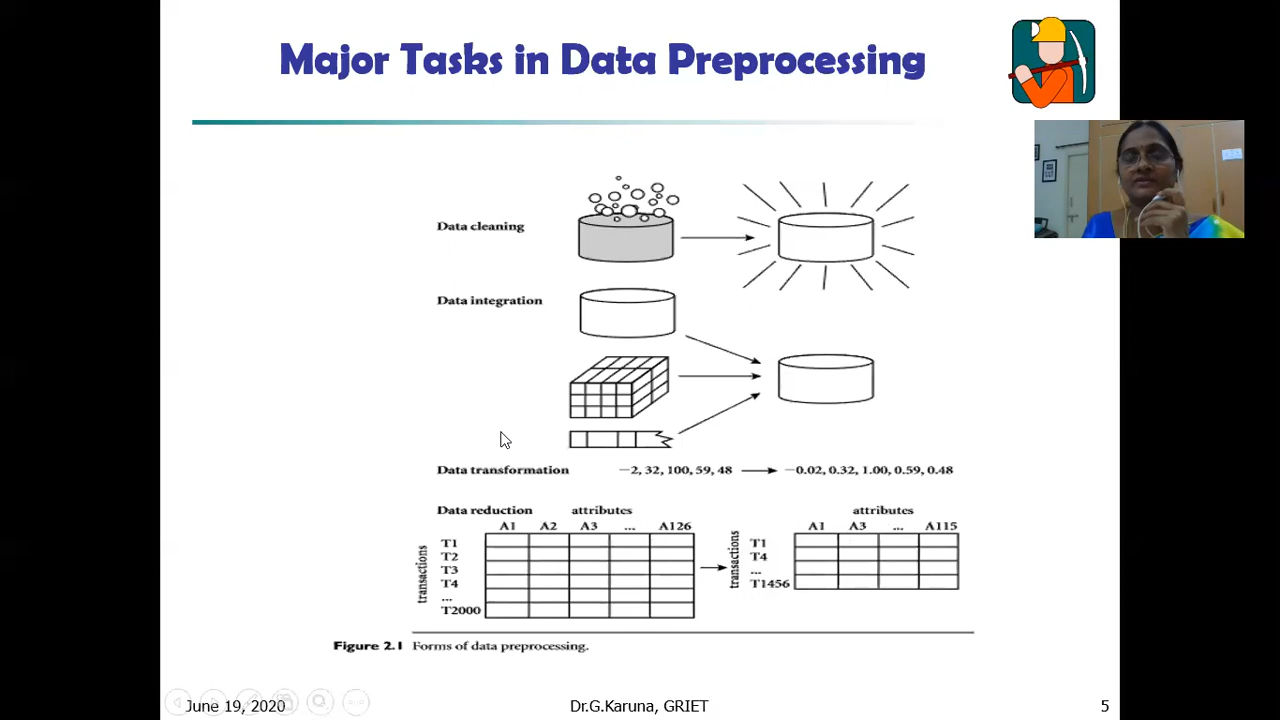 Major Tasks in Data Preprocessing
Data cleaning
Data integration
Data transformation −2, 32, 100, 59, 48 −0.02, 0.32, 1.00, 0.59, 0.48
Data reduction attributes
A1 A2 A3 ... A126
transactions
T1
T2
T3
T4
...
T2000
attributes
A1 A3 ... A115
transactions
T1
T4
...
T1456
Figure 2.1 Forms of data preprocessing.
June 19, 2020 Dr.G.Karuna, GRIET 5